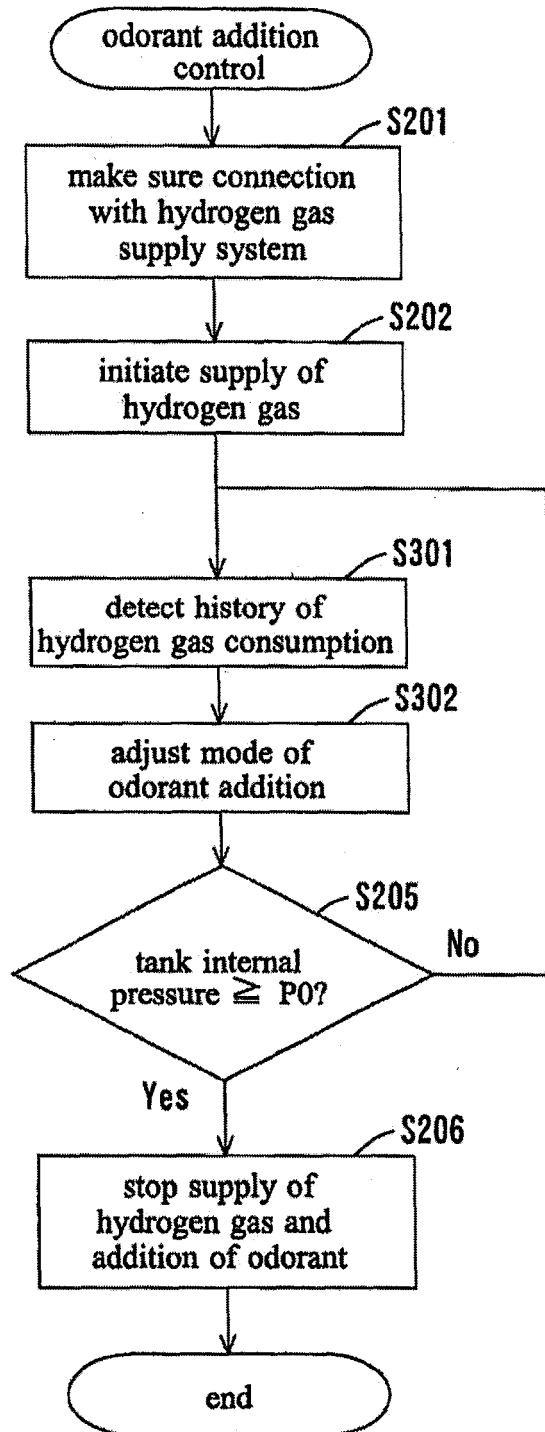 odorant addition
control
S201
make sure connection
with hydrogen gas
supply system
S202
initiate supply of
hydrogen gas
S301
detect history of
hydrogen gas consumption
S302
adjust mode of
odorant addition
S205
tank internal
pressure ≧ P0?
No
Yes
S206
stop supply of
hydrogen gas and
addition of odorant
end